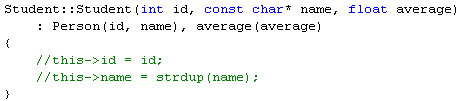 Student::Student(int id, const char* name, float average)
    : Person(id, name), average(average)
{
    //this->id = id;
    //this->name = strdup(name);
}